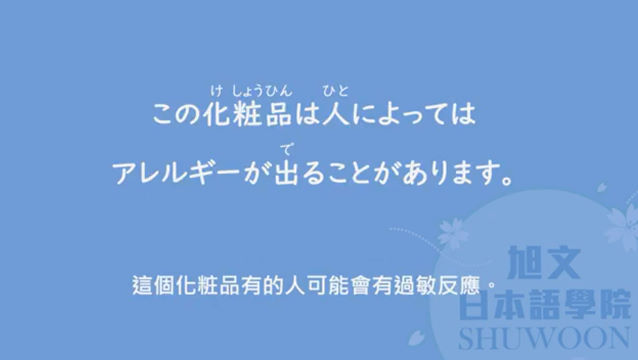 け しょうひん ひと
この化粧品は人によっては
で
アレルギーが出ることがあります。
這個化粧品有的人可能會有過敏反應。
旭文
日本語學院
SHUWOON